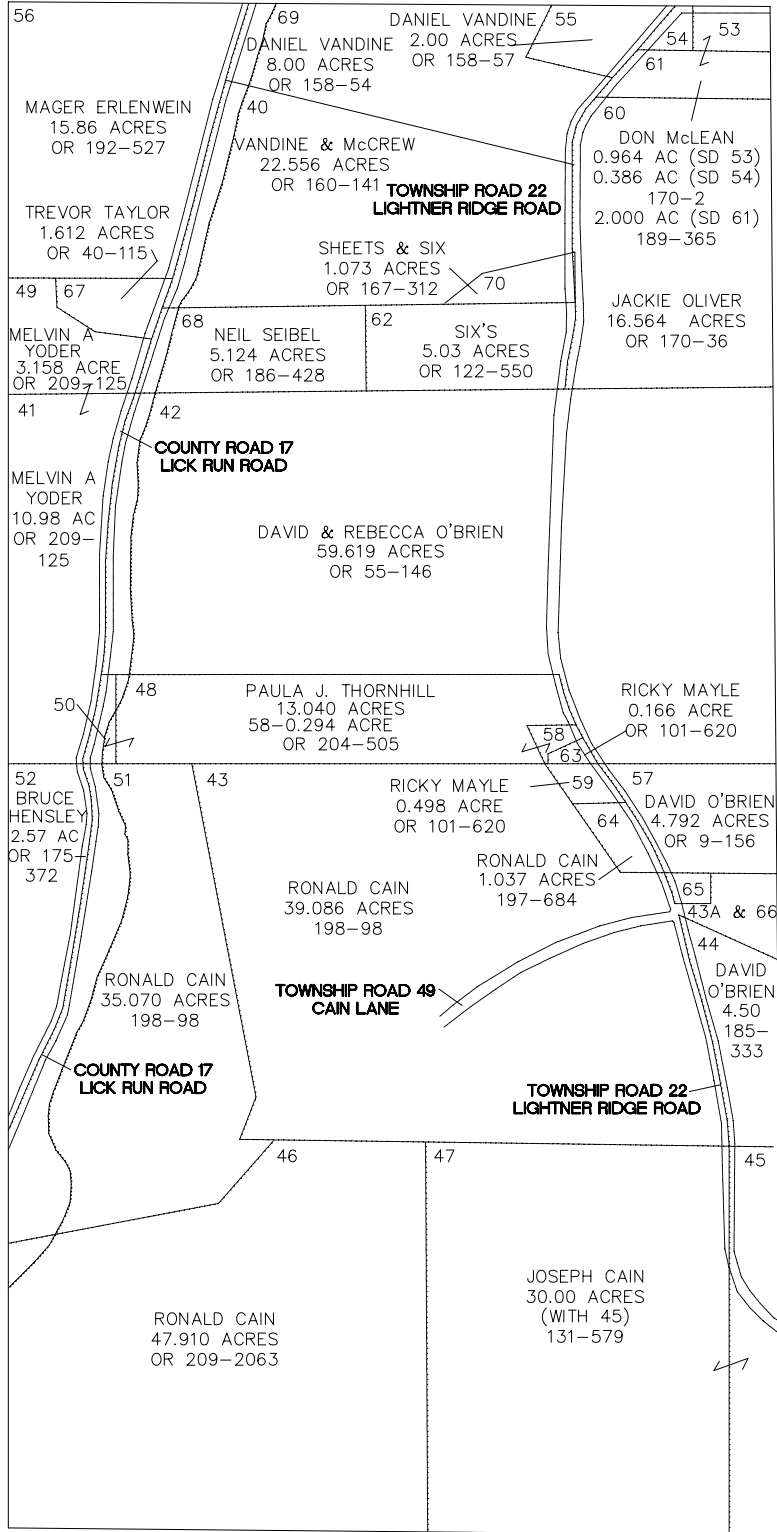 56
69
DANIEL VANDINE
8.00 ACRES
OR 158-54
DANIEL VANDINE
2.00 ACRES
OR 158-57
55
54
53
61
60
40
MAGER ERLENWEIN
15.86 ACRES
OR 192-527
VANDINE & McCREW
22.556 ACRES
OR 160-141
TOWNSHIP ROAD 22
LIGHTNER RIDGE ROAD
DON McLEAN
0.964 AC (SD 53)
0.386 AC (SD 54)
170-2
2.000 AC (SD 61)
189-365
TREVOR TAYLOR
1.612 ACRES
OR 40-115
SHEETS & SIX
1.073 ACRES
OR 167-312
70
JACKIE OLIVER
16.564 ACRES
OR 170-36
49
67
MELVIN A
YODER
3.158 ACRE
OR 209-125
68
NEIL SEIBEL
5.124 ACRES
OR 186-428
62
SIX'S
5.03 ACRES
OR 122-550
41
42
COUNTY ROAD 17
LICK RUN ROAD
MELVIN A
YODER
10.98 AC
OR 209-
125
DAVID & REBECCA O'BRIEN
59.619 ACRES
OR 55-146
50
48
PAULA J. THORNHILL
13.040 ACRES
58-0.294 ACRE
OR 204-505
RICKY MAYLE
0.166 ACRE
OR 101-620
58
63
52
BRUCE
HENSLEY
2.57 AC
OR 175-
372
51
43
RICKY MAYLE
0.498 ACRE
OR 101-620
59
57
64
DAVID O'BRIEN
4.792 ACRES
OR 9-156
RONALD CAIN
1.037 ACRES
197-684
65
RONALD CAIN
39.086 ACRES
198-98
43A & 66
44
DAVID
O'BRIEN
4.50
185-
333
RONALD CAIN
35.070 ACRES
198-98
TOWNSHIP ROAD 49
CAIN LANE
COUNTY ROAD 17
LICK RUN ROAD
TOWNSHIP ROAD 22
LIGHTNER RIDGE ROAD
46
47
45
JOSEPH CAIN
30.00 ACRES
(WITH 45)
131-579
RONALD CAIN
47.910 ACRES
OR 209-2063